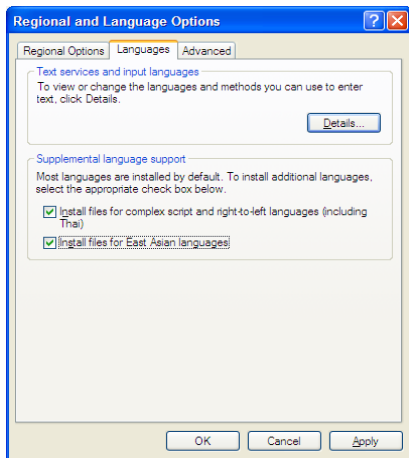 Regional and Language Options
Regional Options Languages Advanced
Text services and input languages
To view or change the languages and methods you can use to enter
text, click Details.
Details...
Supplemental language support
Most languages are installed by default. To install additional languages,
select the appropriate check box below.
Install files for complex script and right-to-left languages (including
Thai)
Install files for East Asian languages
OK Cancel Apply